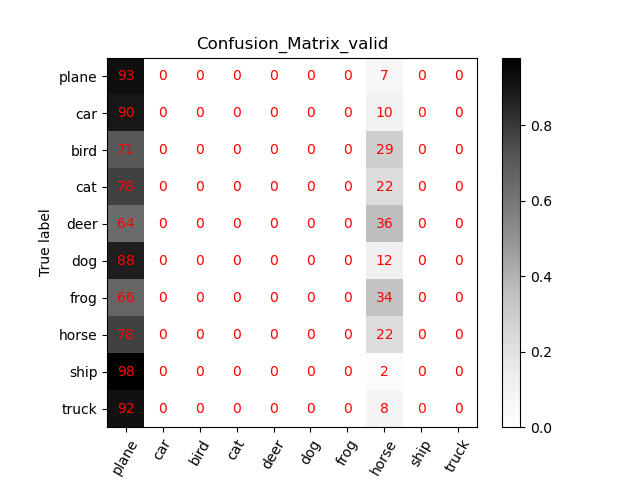 Confusion_Matrix_valid
plane 93 0 0 0 0 0 0 7 0 0
car 90 0 0 0 0 0 0 10 0 0
bird 71 0 0 0 0 0 0 29 0 0
cat 78 0 0 0 0 0 0 22 0 0
deer 64 0 0 0 0 0 0 36 0 0
dog 88 0 0 0 0 0 0 12 0 0
frog 66 0 0 0 0 0 0 34 0 0
horse 78 0 0 0 0 0 0 22 0 0
ship 98 0 0 0 0 0 0 2 0 0
truck 92 0 0 0 0 0 0 8 0 0
True label
plane car bird cat deer dog frog horse ship truck
0.8
0.6
0.4
0.2
0.0